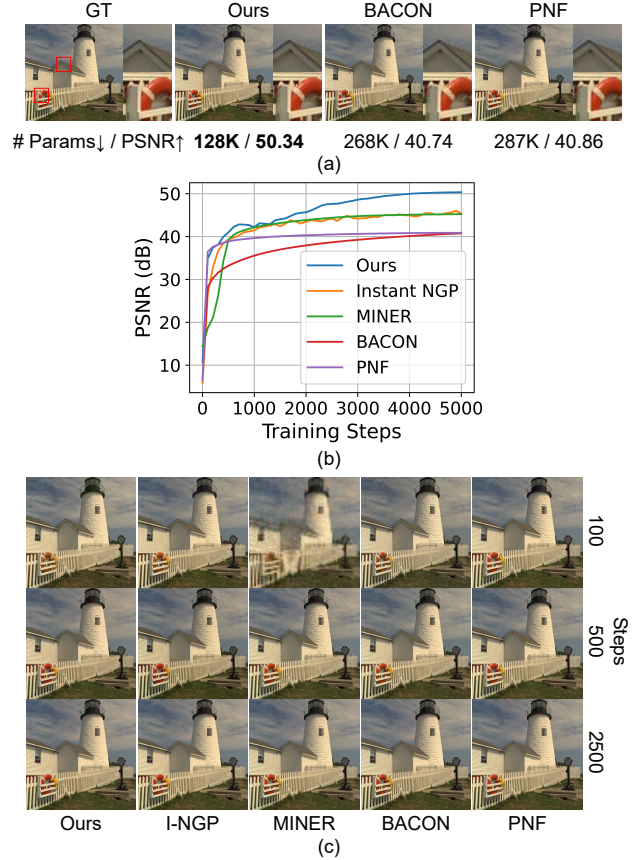 GT Ours BACON PNF
# Params↓ / PSNR↑ 128K / 50.34 268K / 40.74 287K / 40.86
(a)
50
40
30
20
10
PSNR (dB)
Ours
Instant NGP
MINER
BACON
PNF
0 1000 2000 3000 4000 5000
Training Steps
(b)
100
500
2500
Steps
Ours I-NGP MINER BACON PNF
(c)